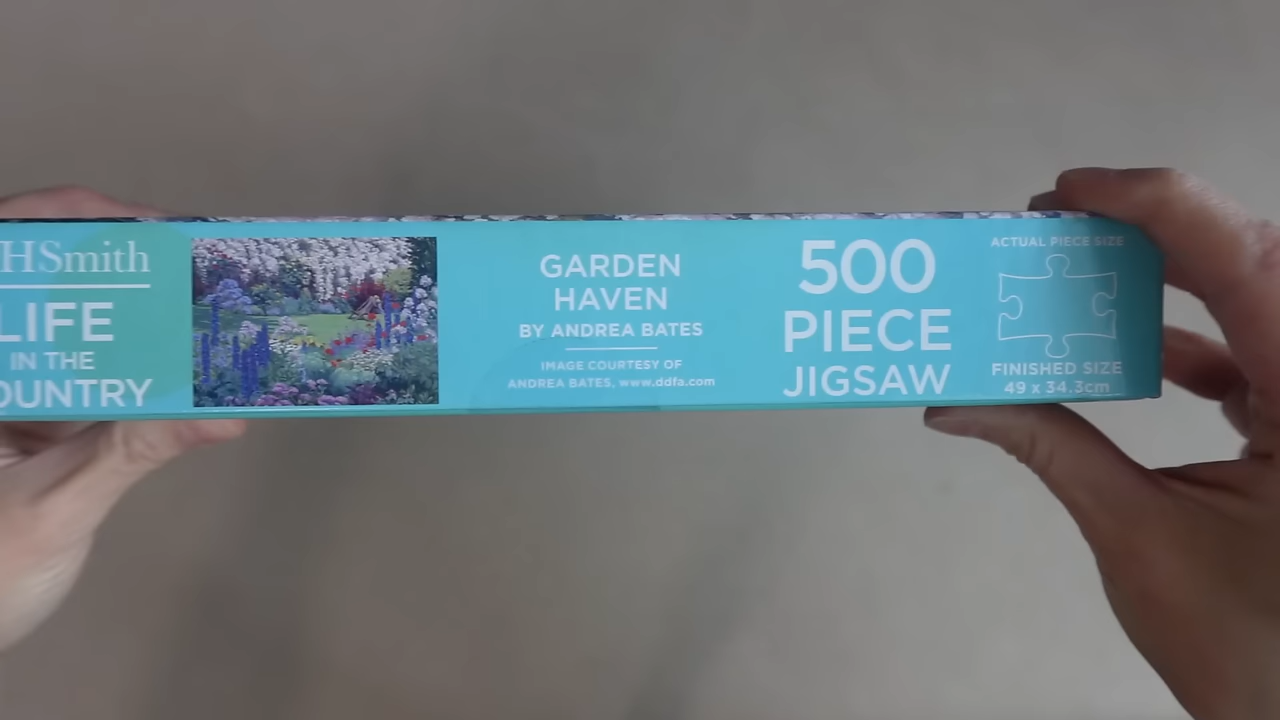 HSmith
LIFE
IN THE
OUNTRY
GARDEN
HAVEN
BY ANDREA BATES
IMAGE COURTESY OF
ANDREA BATES, www.ddfa.com
500
PIECE
JIGSAW
ACTUAL PIECE SIZE
FINISHED SIZE
49 x 34.3cm